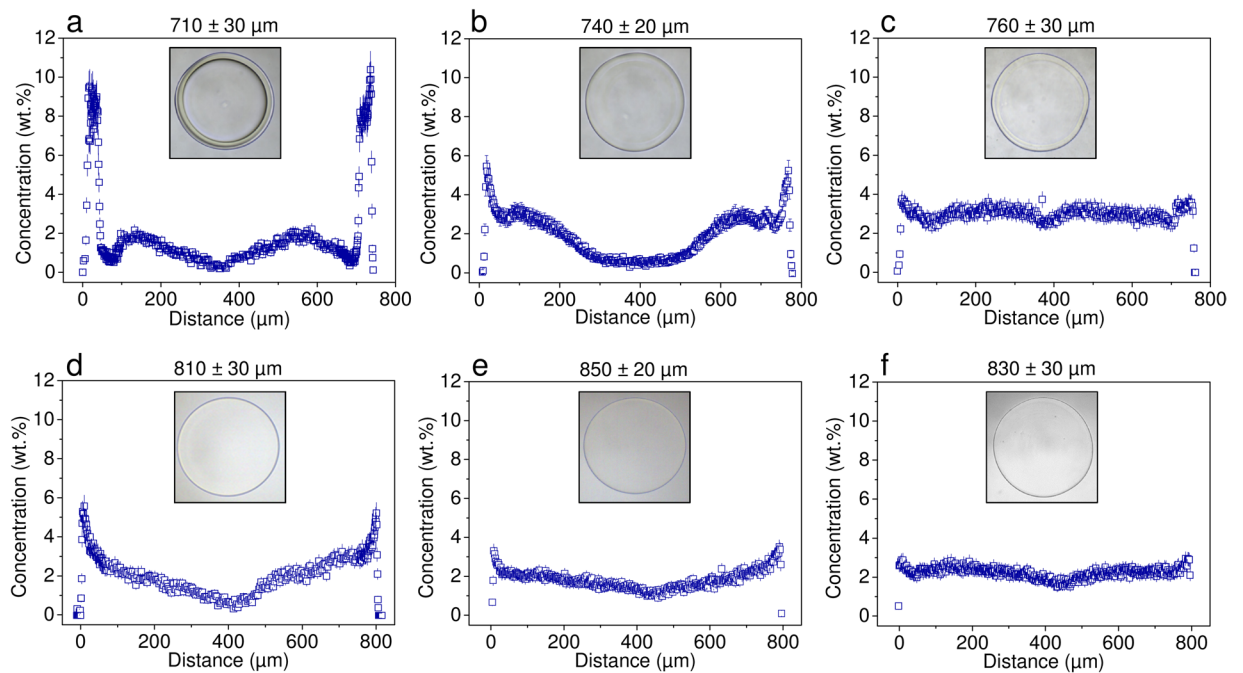 a
710 ± 30 µm
12
10
8
6
4
2
0
Concentration (wt.%)
0 200 400 600 800
Distance (µm)
b
740 ± 20 µm
12
10
8
6
4
2
0
Concentration (wt.%)
0 200 400 600 800
Distance (µm)
c
760 ± 30 µm
12
10
8
6
4
2
0
Concentration (wt.%)
0 200 400 600 800
Distance (µm)
d
810 ± 30 µm
12
10
8
6
4
2
0
Concentration (wt.%)
0 200 400 600 800
Distance (µm)
e
850 ± 20 µm
12
10
8
6
4
2
0
Concentration (wt.%)
0 200 400 600 800
Distance (µm)
f
830 ± 30 µm
12
10
8
6
4
2
0
Concentration (wt.%)
0 200 400 600 800
Distance (µm)